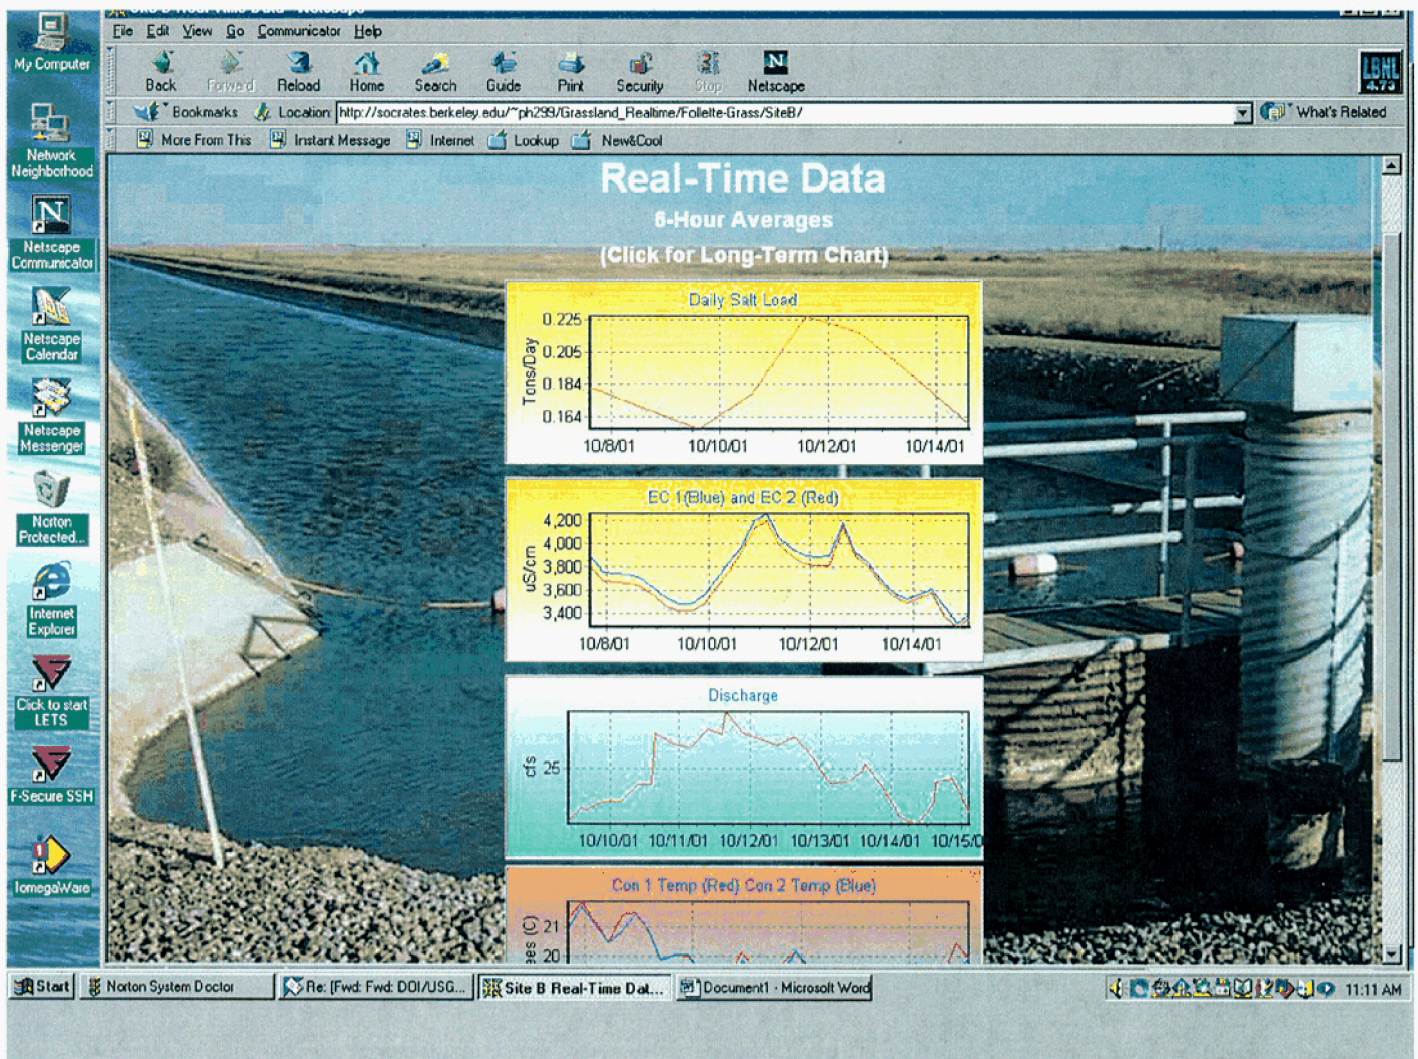 File Edit View Go Communicator Help
Back Forward Reload Home Search Guide Print Security Stop Netscape
LBNL
4.73
Bookmarks Location: http://socrates.berkeley.edu/~ph299/Grassland_Realtime/Follette-Grass/SiteB/ What's Related
More From This Instant Message Internet Lookup New&Cool
My Computer
Network
Neighborhood
Netscape
Communicator
Netscape
Calendar
Netscape
Messenger
Norton
Protected...
Internet
Explorer
Click to start
LETS
F-Secure SSH
IomegaWare
Real-Time Data
6-Hour Averages
(Click for Long-Term Chart)
Daily Salt Load
Tons/Day
0.225
0.205
0.184
0.164
10/8/01 10/10/01 10/12/01 10/14/01
EC 1(Blue) and EC 2 (Red)
uS/cm
4,200
4,000
3,800
3,600
3,400
10/8/01 10/10/01 10/12/01 10/14/01
Discharge
cfs
25
10/10/01 10/11/01 10/12/01 10/13/01 10/14/01 10/15/0
Con 1 Temp (Red) Con 2 Temp (Blue)
ees (C)
21
20
Start Norton System Doctor Re: [Fwd: Fwd: DOI/USG... Site B Real-Time Dat... Document1 - Microsoft Word 11:11 AM